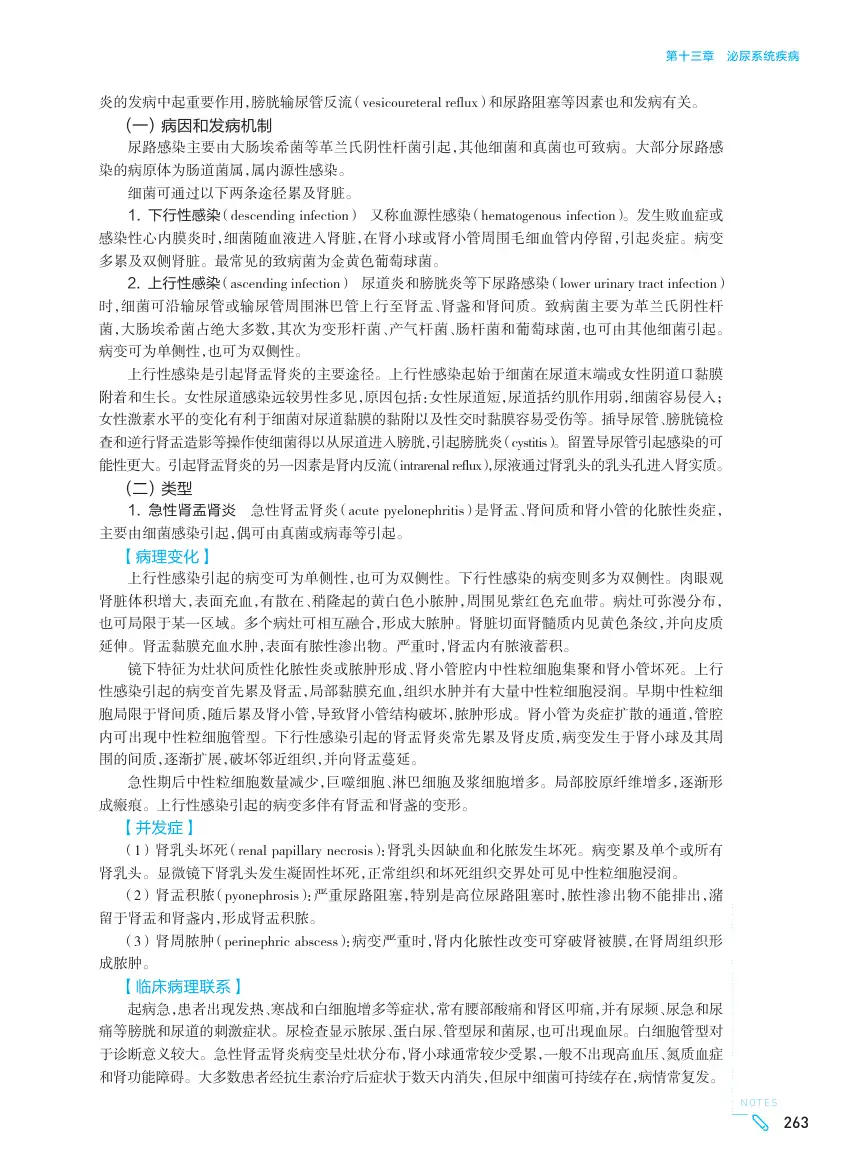 第十三章 泌尿系统疾病
炎的发病中起重要作用,膀胱输尿管反流(vesicoureteral reflux)和尿路阻塞等因素也和发病有关。
(一)病因和发病机制
尿路感染主要由大肠埃希菌等革兰氏阴性杆菌引起,其他细菌和真菌也可致病。大部分尿路感
染的病原体为肠道菌属,属内源性感染。
细菌可通过以下两条途径累及肾脏。
1. 下行性感染(descending infection) 又称血源性感染(hematogenous infection)。发生败血症或
感染性心内膜炎时,细菌随血液进入肾脏,在肾小球或肾小管周围毛细血管内停留,引起炎症。病变
多累及双侧肾脏。最常见的致病菌为金黄色葡萄球菌。
2. 上行性感染(ascending infection) 尿道炎和膀胱炎等下尿路感染(lower urinary tract infection)
时,细菌可沿输尿管或输尿管周围淋巴管上行至肾盂、肾盏和肾间质。致病菌主要为革兰氏阴性杆
菌,大肠埃希菌占绝大多数,其次为变形杆菌、产气杆菌、肠杆菌和葡萄球菌,也可由其他细菌引起。
病变可为单侧性,也可为双侧性。
上行性感染是引起肾盂肾炎的主要途径。上行性感染起始于细菌在尿道末端或女性阴道口黏膜
附着和生长。女性尿道感染远较男性多见,原因包括:女性尿道短,尿道括约肌作用弱,细菌容易侵入;
女性激素水平的变化有利于细菌对尿道黏膜的黏附以及性交时黏膜容易受伤等。插导尿管、膀胱镜检
查和逆行肾盂造影等操作使细菌得以从尿道进入膀胱,引起膀胱炎(cystitis)。留置导尿管引起感染的可
能性更大。引起肾盂肾炎的另一因素是肾内反流(intrarenal reflux),尿液通过肾乳头的乳头孔进入肾实质。
(二)类型
1. 急性肾盂肾炎 急性肾盂肾炎(acute pyelonephritis)是肾盂、肾间质和肾小管的化脓性炎症,
主要由细菌感染引起,偶可由真菌或病毒等引起。
【病理变化】
上行性感染引起的病变可为单侧性,也可为双侧性。下行性感染的病变则多为双侧性。肉眼观
肾脏体积增大,表面充血,有散在、稍隆起的黄白色小脓肿,周围见紫红色充血带。病灶可弥漫分布,
也可局限于某一区域。多个病灶可相互融合,形成大脓肿。肾脏切面肾髓质内见黄色条纹,并向皮质
延伸。肾盂黏膜充血水肿,表面有脓性渗出物。严重时,肾盂内有脓液蓄积。
镜下特征为灶状间质性化脓性炎或脓肿形成、肾小管腔内中性粒细胞集聚和肾小管坏死。上行
性感染引起的病变首先累及肾盂,局部黏膜充血,组织水肿并有大量中性粒细胞浸润。早期中性粒细
胞局限于肾间质,随后累及肾小管,导致肾小管结构破坏,脓肿形成。肾小管为炎症扩散的通道,管腔
内可出现中性粒细胞管型。下行性感染引起的肾盂肾炎常先累及肾皮质,病变发生于肾小球及其周
围的间质,逐渐扩展,破坏邻近组织,并向肾盂蔓延。
急性期后中性粒细胞数量减少,巨噬细胞、淋巴细胞及浆细胞增多。局部胶原纤维增多,逐渐形
成瘢痕。上行性感染引起的病变多伴有肾盂和肾盏的变形。
【并发症】
(1)肾乳头坏死(renal papillary necrosis):肾乳头因缺血和化脓发生坏死。病变累及单个或所有
肾乳头。显微镜下肾乳头发生凝固性坏死,正常组织和坏死组织交界处可见中性粒细胞浸润。
(2)肾盂积脓(pyonephrosis):严重尿路阻塞,特别是高位尿路阻塞时,脓性渗出物不能排出,潴
留于肾盂和肾盏内,形成肾盂积脓。
(3)肾周脓肿(perinephric abscess):病变严重时,肾内化脓性改变可穿破肾被膜,在肾周组织形
成脓肿。
【临床病理联系】
起病急,患者出现发热、寒战和白细胞增多等症状,常有腰部酸痛和肾区叩痛,并有尿频、尿急和尿
痛等膀胱和尿道的刺激症状。尿检查显示脓尿、蛋白尿、管型尿和菌尿,也可出现血尿。白细胞管型对
于诊断意义较大。急性肾盂肾炎病变呈灶状分布,肾小球通常较少受累,一般不出现高血压、氮质血症
和肾功能障碍。大多数患者经抗生素治疗后症状于数天内消失,但尿中细菌可持续存在,病情常复发。
NOTES
263